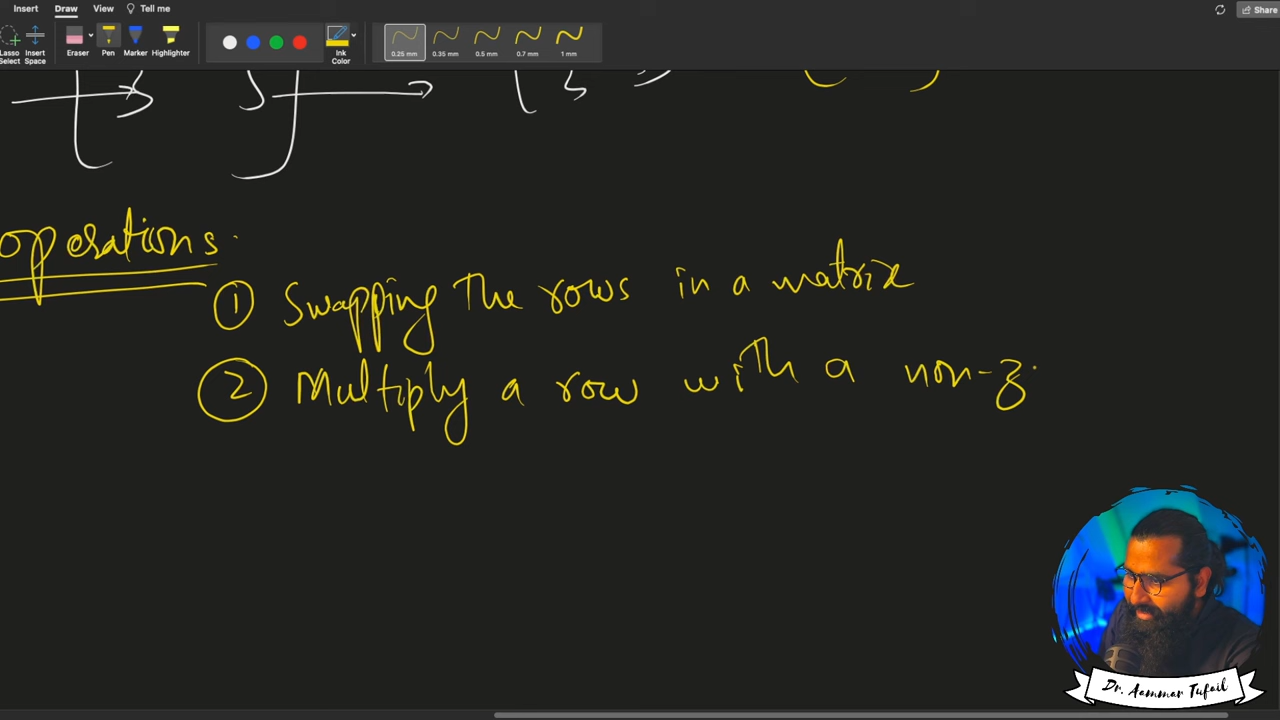 Insert Draw View Tell me
Share
Lasso Select
Insert Space
Eraser
Pen
Marker
Highlighter
Ink Color
0.25 mm
0.35 mm
0.5 mm
0.7 mm
1 mm
operations.
① Swapping the rows in a matrix
② Multiply a row with a non-z
Dr. Aammar Tufail